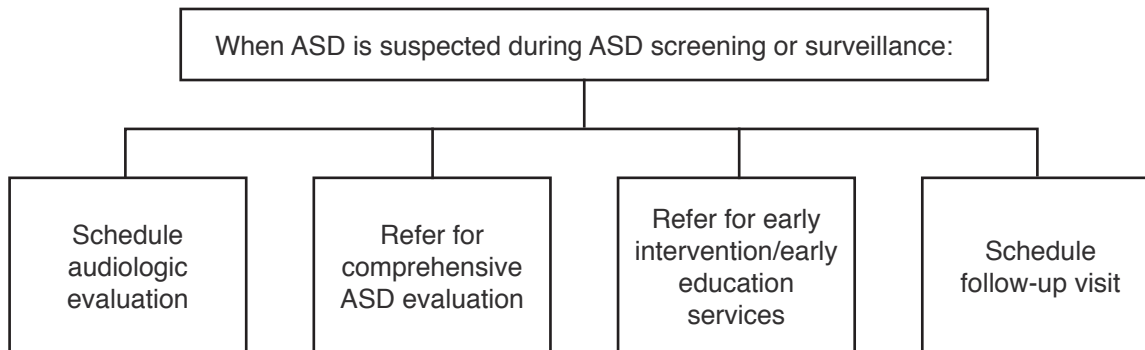 When ASD is suspected during ASD screening or surveillance:
Schedule
audiologic
evaluation
Refer for
comprehensive
ASD evaluation
Refer for early
intervention/early
education
services
Schedule
follow-up visit